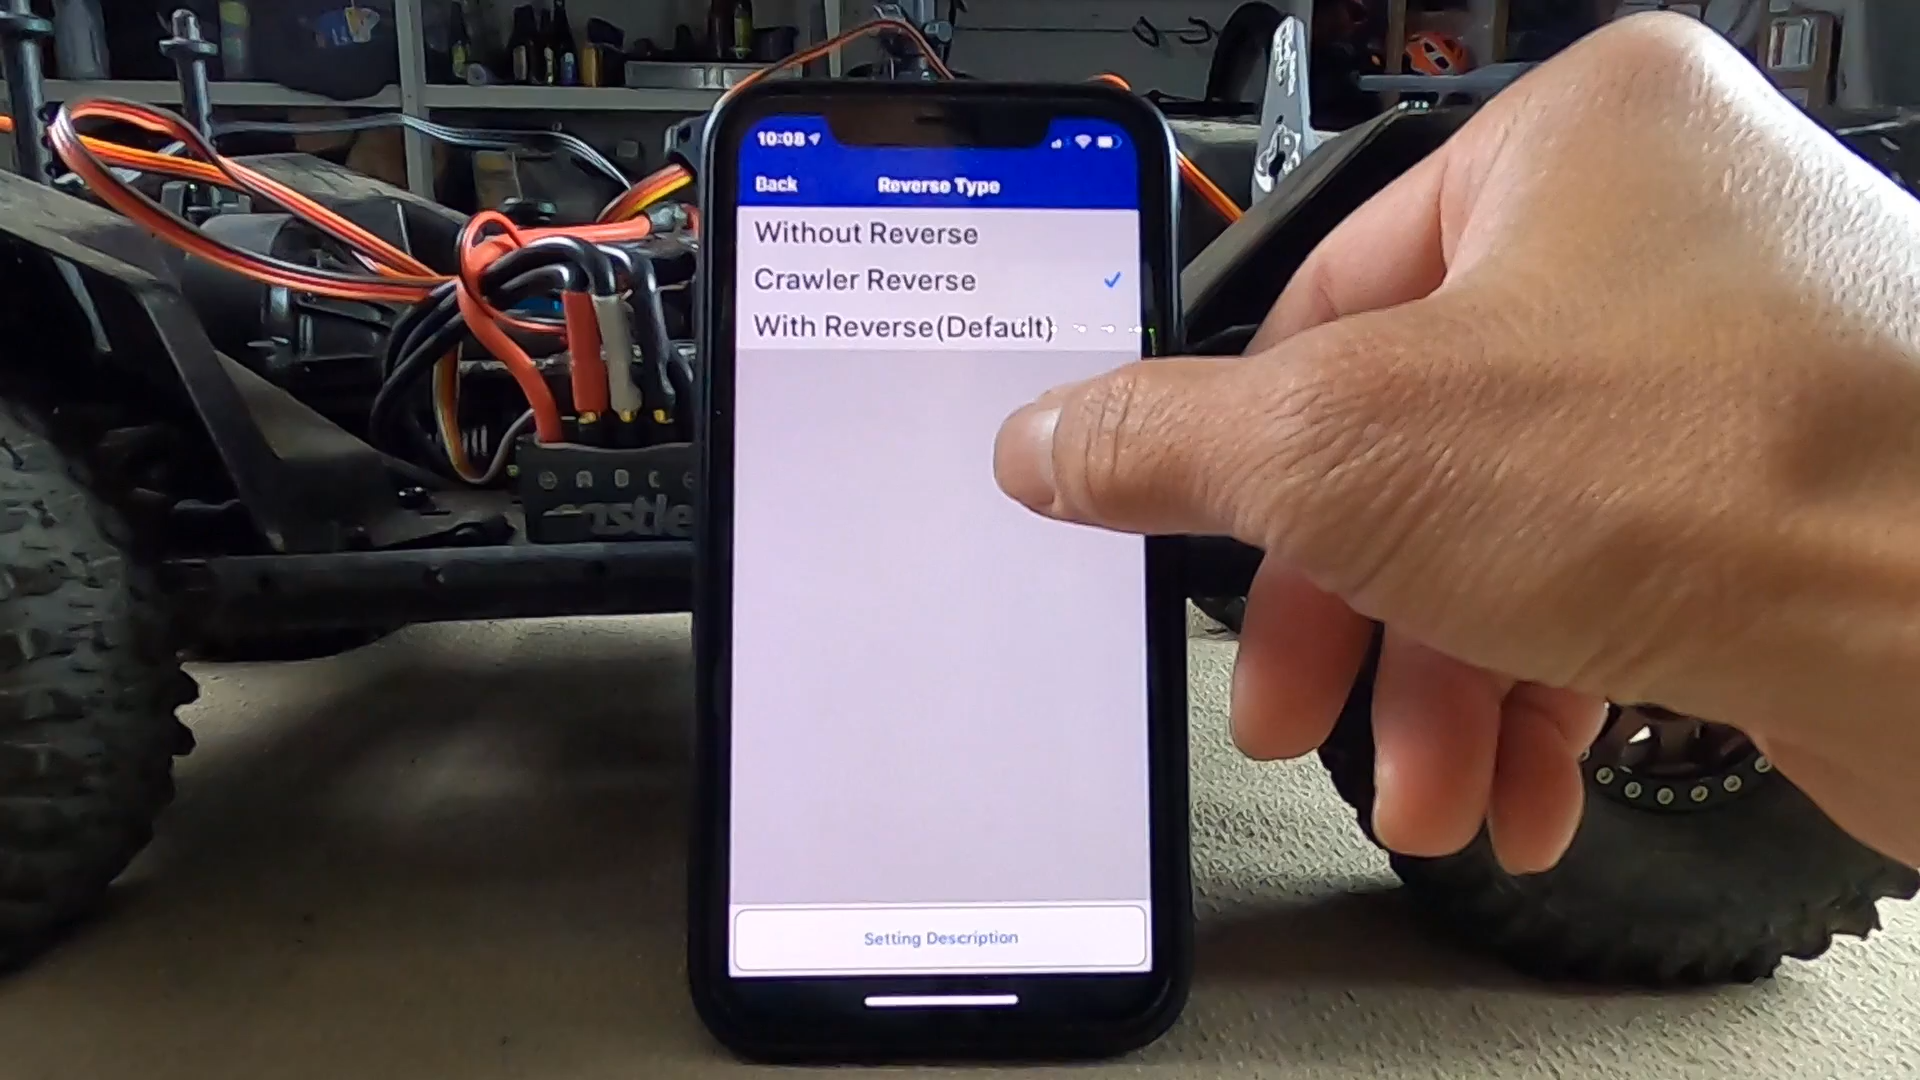 10:08
Back
Reverse Type
Without Reverse
Crawler Reverse
With Reverse(Default)
Setting Description
A B C